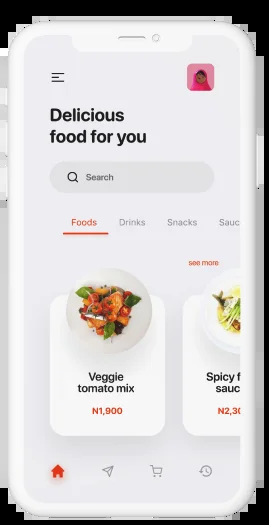 Delicious
food for you
Search
Foods Drinks Snacks Sauc
see more
Veggie
tomato mix
N1,900
Spicy f
sauc
N2,30